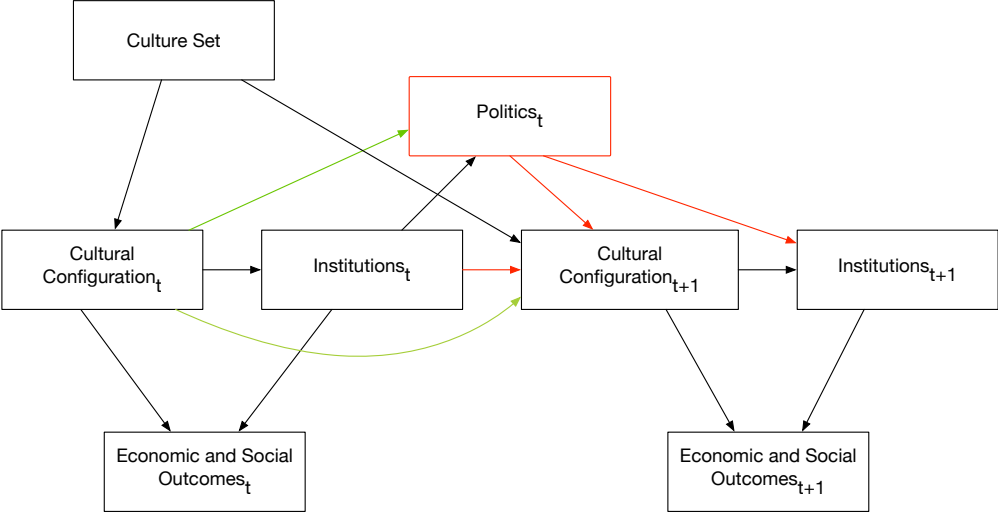 Culture Set
Politics_t
Cultural
Configuration_t
Institutions_t
Cultural
Configuration_t+1
Institutions_t+1
Economic and Social
Outcomes_t
Economic and Social
Outcomes_t+1